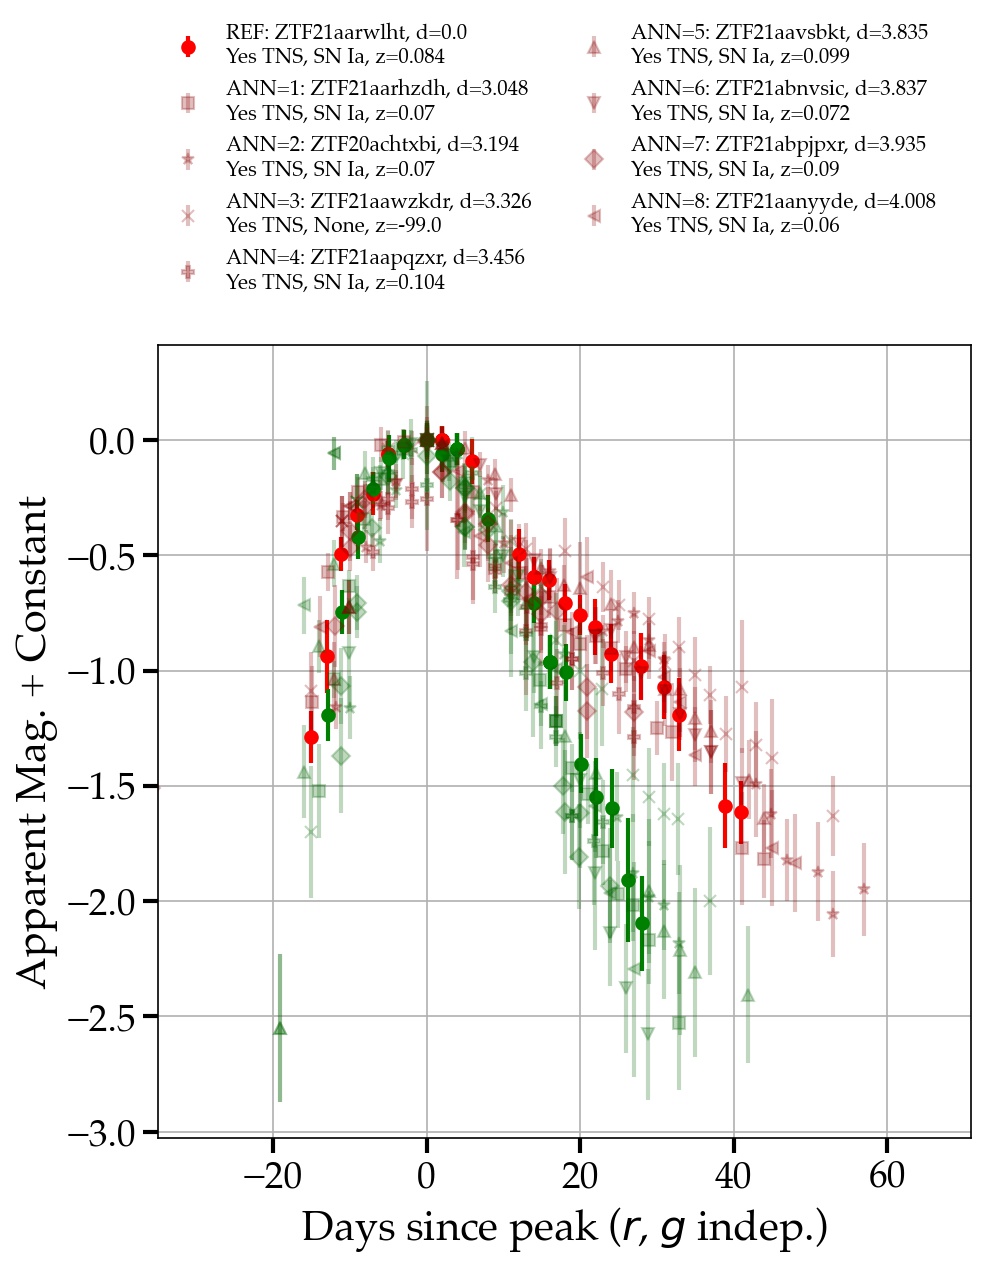 REF: ZTF21aarwlht, d=0.0
Yes TNS, SN Ia, z=0.084
ANN=1: ZTF21aarhzdh, d=3.048
Yes TNS, SN Ia, z=0.07
ANN=2: ZTF20achtxbi, d=3.194
Yes TNS, SN Ia, z=0.07
ANN=3: ZTF21aawzkdr, d=3.326
Yes TNS, None, z=-99.0
ANN=4: ZTF21aapqzxr, d=3.456
Yes TNS, SN Ia, z=0.104
ANN=5: ZTF21aavsbkt, d=3.835
Yes TNS, SN Ia, z=0.099
ANN=6: ZTF21abnvsic, d=3.837
Yes TNS, SN Ia, z=0.072
ANN=7: ZTF21abpjpxr, d=3.935
Yes TNS, SN Ia, z=0.09
ANN=8: ZTF21aanyyde, d=4.008
Yes TNS, SN Ia, z=0.06
Apparent Mag. + Constant
0.0
−0.5
−1.0
−1.5
−2.0
−2.5
−3.0
−20 0 20 40 60
Days since peak (r, g indep.)